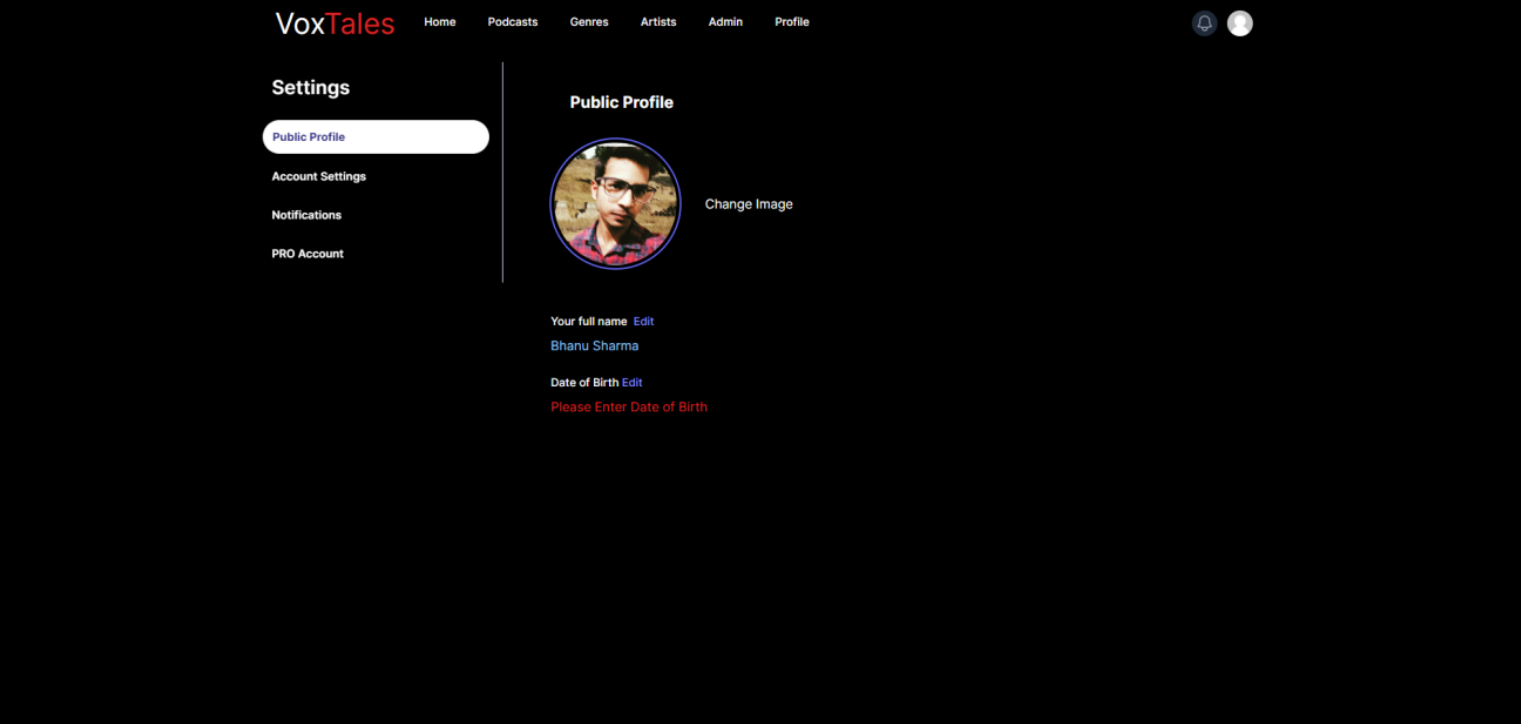 VoxTales Home Podcasts Genres Artists Admin Profile
Settings
Public Profile
Account Settings
Notifications
PRO Account
Public Profile
Change Image
Your full name Edit
Bhanu Sharma
Date of Birth Edit
Please Enter Date of Birth